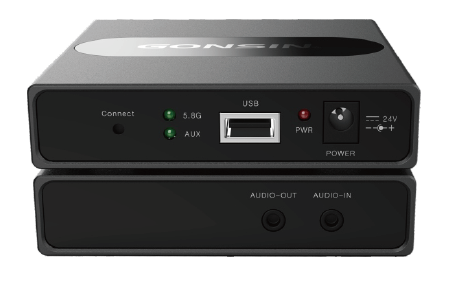 GONSIN
Connect
5.8G
AUX
USB
PWR
POWER
24V
AUDIO-OUT
AUDIO-IN